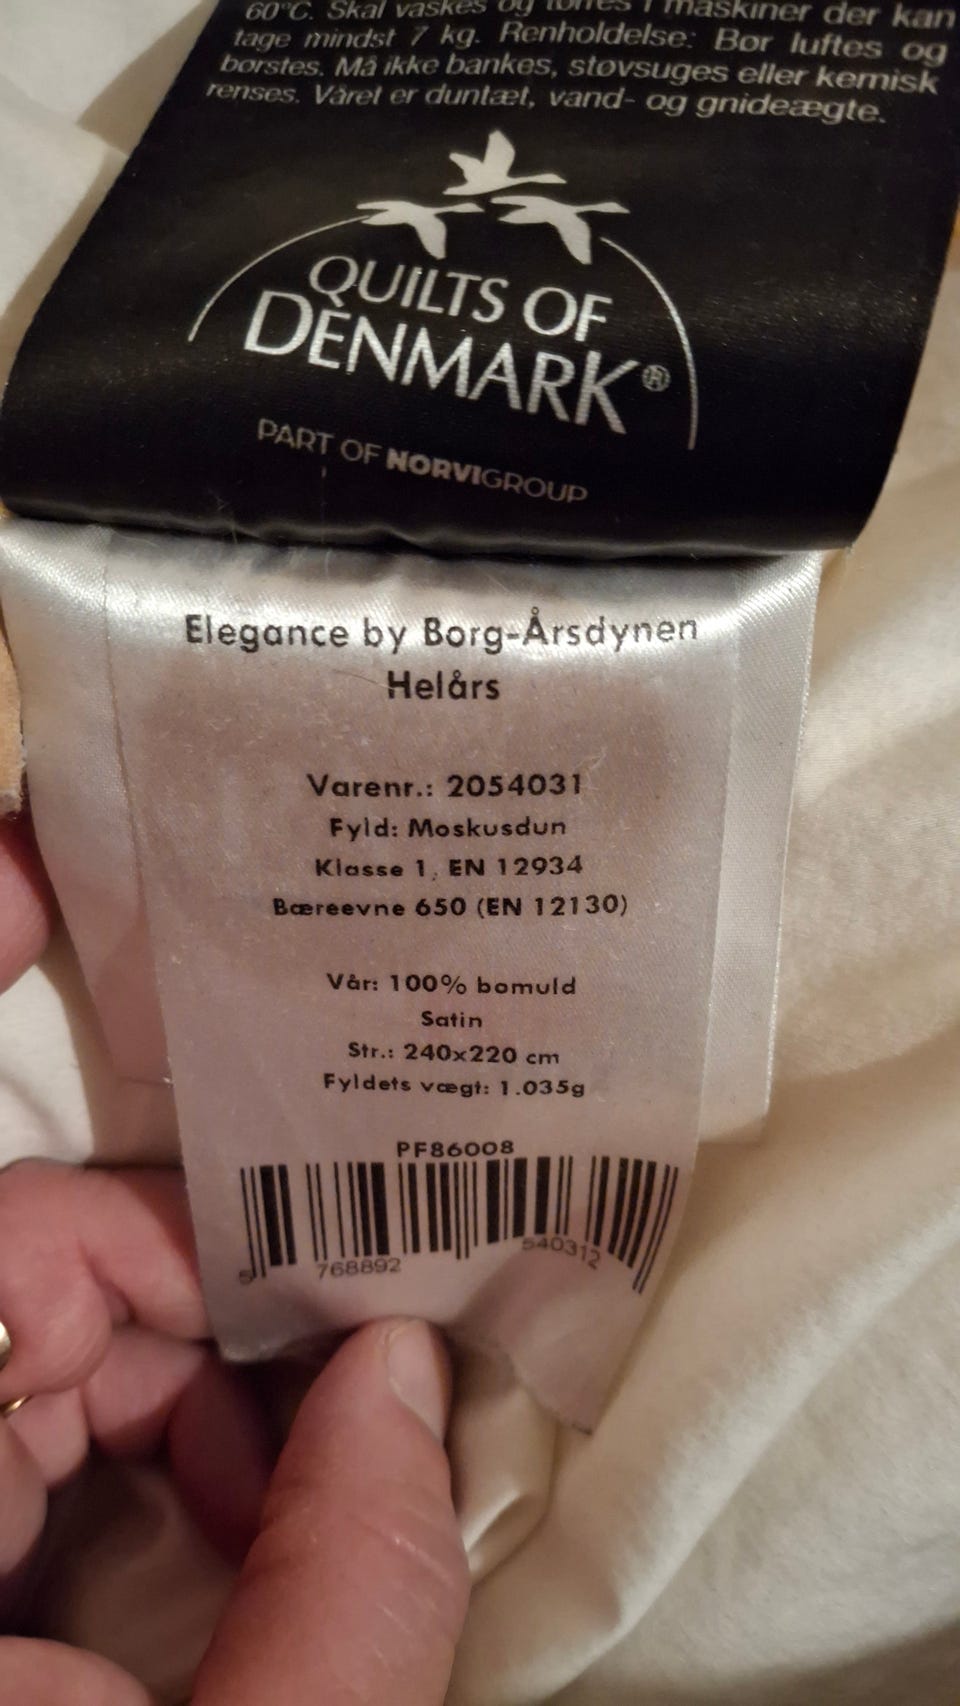 60°C. Skal vaskes og tørres i maskiner der kan
tage mindst 7 kg. Renholdelse: Bør luftes og
børstes. Må ikke bankes, støvsuges eller kemisk
renses. Våret er duntæt, vand- og gnideægte.
QUILTS OF
DENMARK®
PART OF NORVIGROUP
Elegance by Borg-Årsdynen
Helårs
Varenr.: 2054031
Fyld: Moskusdun
Klasse 1, EN 12934
Bæreevne 650 (EN 12130)
Vår: 100% bomuld
Satin
Str.: 240x220 cm
Fyldets vægt: 1.035g
PF86008
5 768892 540312